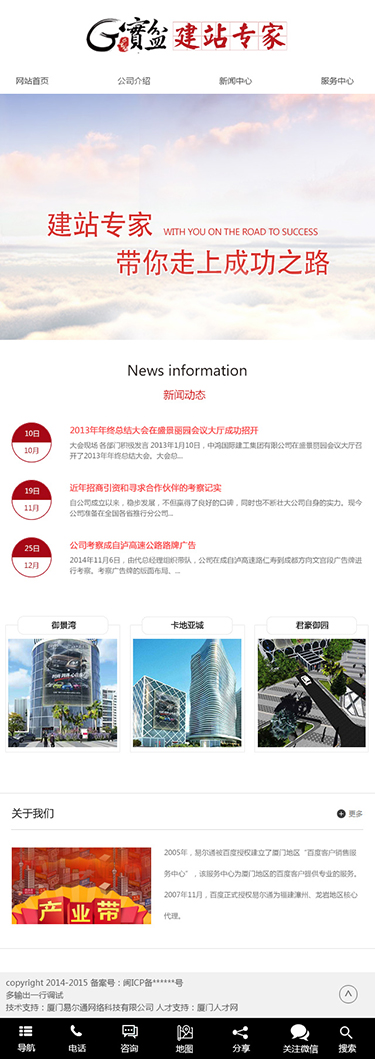 G寶盆 建站专家
网站首页 公司介绍 新闻中心 服务中心
建站专家 WITH YOU ON THE ROAD TO SUCCESS
带你走上成功之路
News information
新闻动态
10日
10月
2013年年终总结大会在盛景丽园会议大厅成功招开
大会现场 各部门积极发言 2013年1月10日，中鸿国际建工集团有限公司在盛景丽园会议大厅召
开了2013年年终总结大会。大会总...
19日
11月
近年招商引资和寻求合作伙伴的考察记实
自公司成立以来，稳步发展，不但赢得了良好的口碑，同时也不断壮大公司自身的实力。现今
公司准备在全国各省推行分公司...
25日
12月
公司考察成自泸高速公路路牌广告
2014年11月6日，由代总经理组织带队，公司在成自泸高速路仁寿到成都方向文宫段广告牌进
行考察。考察广告牌的版面布局、...
御景湾 卡地亚城 君豪御园
关于我们 更多
产业带
2005年，易尔通被百度授权建立了厦门地区“百度客户销售服
务中心”，该服务中心为厦门地区的百度客户提供专业的服务。
2007年11月，百度正式授权易尔通为福建漳州、龙岩地区核心
代理。
copyright 2014-2015 备案号：闽ICP备******号
多输出一行调试
技术支持：厦门易尔通网络科技有限公司 人才支持：厦门人才网
导航 电话 咨询 地图 分享 关注微信 搜索